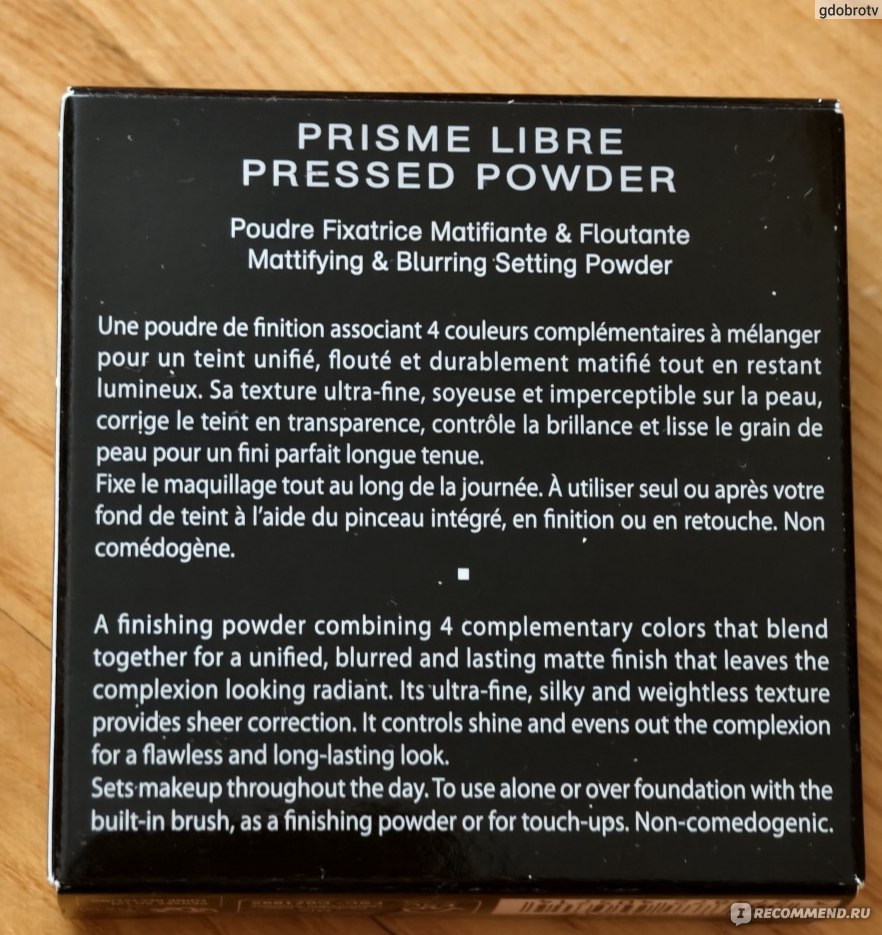 gdobrotv
PRISME LIBRE
PRESSED POWDER
Poudre Fixatrice Matifiante & Floutante
Mattifying & Blurring Setting Powder
Une poudre de finition associant 4 couleurs complémentaires à mélanger
pour un teint unifié, flouté et durablement matifié tout en restant
lumineux. Sa texture ultra-fine, soyeuse et imperceptible sur la peau,
corrige le teint en transparence, contrôle la brillance et lisse le grain de
peau pour un fini parfait longue tenue.
Fixe le maquillage tout au long de la journée. À utiliser seul ou après votre
fond de teint à l'aide du pinceau intégré, en finition ou en retouche. Non
comédogène.
A finishing powder combining 4 complementary colors that blend
together for a unified, blurred and lasting matte finish that leaves the
complexion looking radiant. Its ultra-fine, silky and weightless texture
provides sheer correction. It controls shine and evens out the complexion
for a flawless and long-lasting look.
Sets makeup throughout the day. To use alone or over foundation with the
built-in brush, as a finishing powder or for touch-ups. Non-comedogenic.
IRECOMMEND.RU